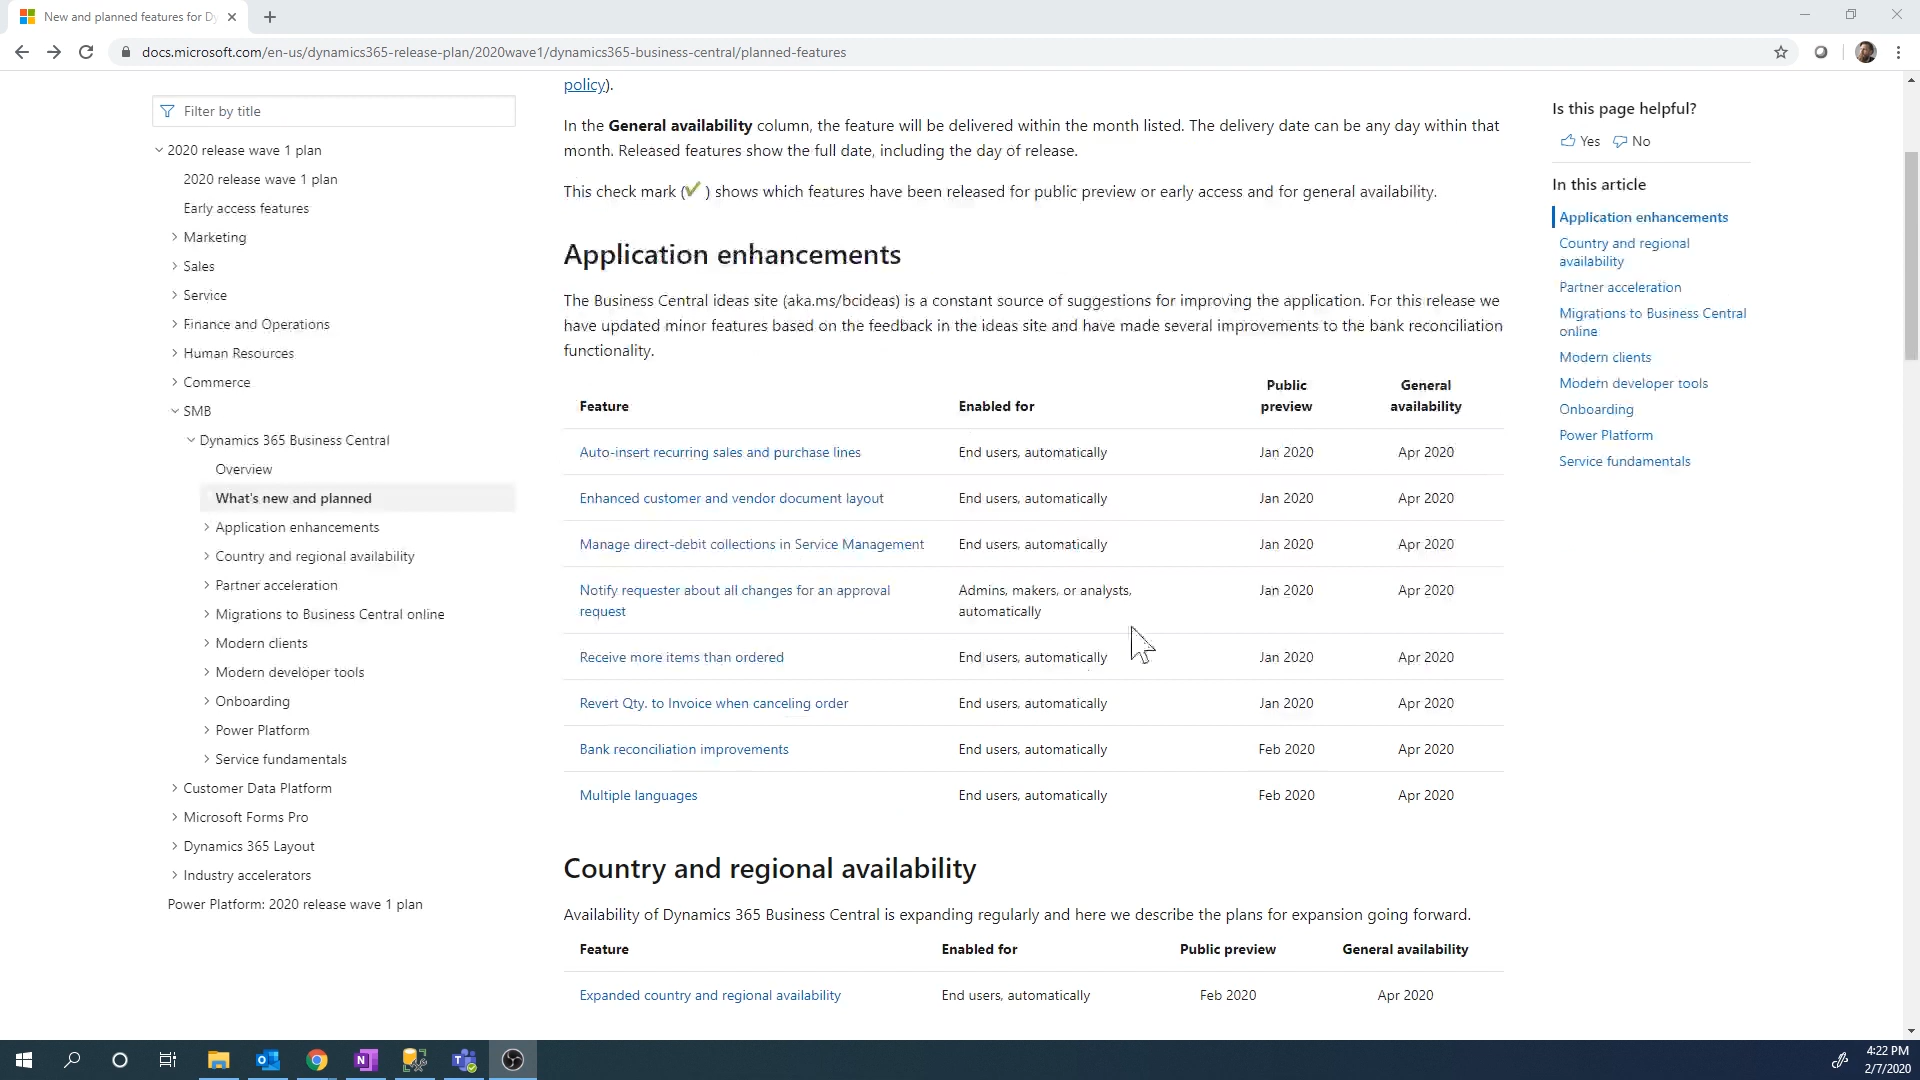 New and planned features for Dy
docs.microsoft.com/en-us/dynamics365-release-plan/2020wave1/dynamics365-business-central/planned-features
Filter by title
2020 release wave 1 plan
2020 release wave 1 plan
Early access features
Marketing
Sales
Service
Finance and Operations
Human Resources
Commerce
SMB
Dynamics 365 Business Central
Overview
What's new and planned
Application enhancements
Country and regional availability
Partner acceleration
Migrations to Business Central online
Modern clients
Modern developer tools
Onboarding
Power Platform
Service fundamentals
Customer Data Platform
Microsoft Forms Pro
Dynamics 365 Layout
Industry accelerators
Power Platform: 2020 release wave 1 plan
policy).
In the General availability column, the feature will be delivered within the month listed. The delivery date can be any day within that
month. Released features show the full date, including the day of release.
This check mark (✓ ) shows which features have been released for public preview or early access and for general availability.
Application enhancements
The Business Central ideas site (aka.ms/bcideas) is a constant source of suggestions for improving the application. For this release we
have updated minor features based on the feedback in the ideas site and have made several improvements to the bank reconciliation
functionality.
Feature Enabled for Public preview General availability
Auto-insert recurring sales and purchase lines End users, automatically Jan 2020 Apr 2020
Enhanced customer and vendor document layout End users, automatically Jan 2020 Apr 2020
Manage direct-debit collections in Service Management End users, automatically Jan 2020 Apr 2020
Notify requester about all changes for an approval request Admins, makers, or analysts, automatically Jan 2020 Apr 2020
Receive more items than ordered End users, automatically Jan 2020 Apr 2020
Revert Qty. to Invoice when canceling order End users, automatically Jan 2020 Apr 2020
Bank reconciliation improvements End users, automatically Feb 2020 Apr 2020
Multiple languages End users, automatically Feb 2020 Apr 2020
Country and regional availability
Availability of Dynamics 365 Business Central is expanding regularly and here we describe the plans for expansion going forward.
Feature Enabled for Public preview General availability
Expanded country and regional availability End users, automatically Feb 2020 Apr 2020
Is this page helpful?
Yes No
In this article
Application enhancements
Country and regional
availability
Partner acceleration
Migrations to Business Central
online
Modern clients
Modern developer tools
Onboarding
Power Platform
Service fundamentals
4:22 PM
2/7/2020